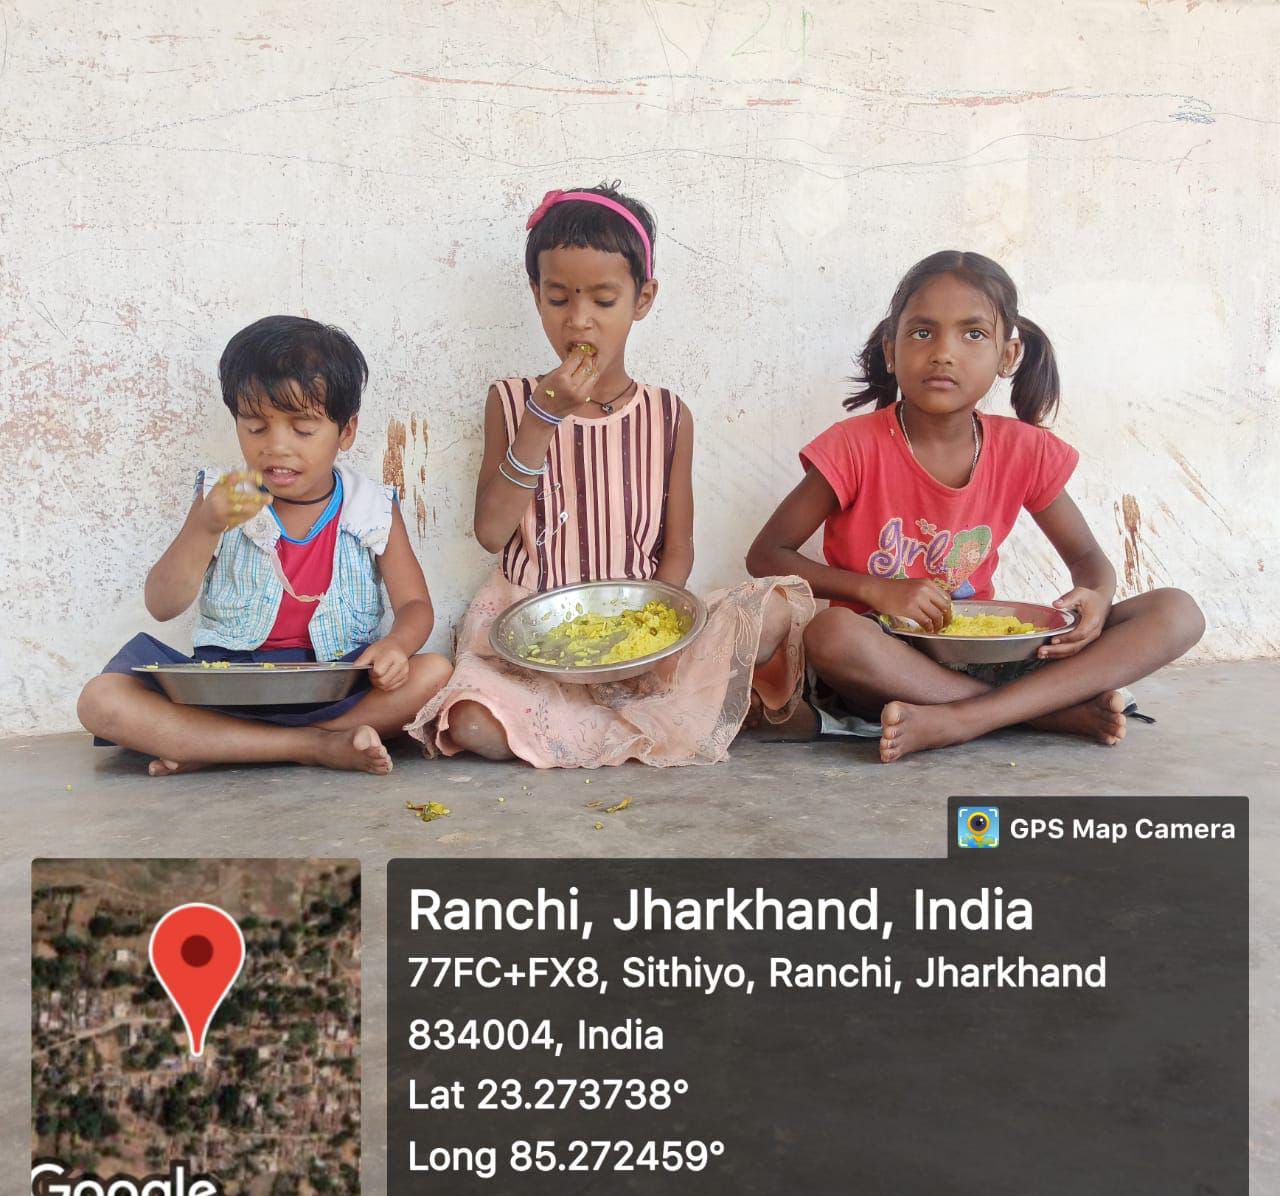 20
girl
GPS Map Camera
Ranchi, Jharkhand, India
77FC+FX8, Sithiyo, Ranchi, Jharkhand
834004, India
Lat 23.273738°
Long 85.272459°
Google